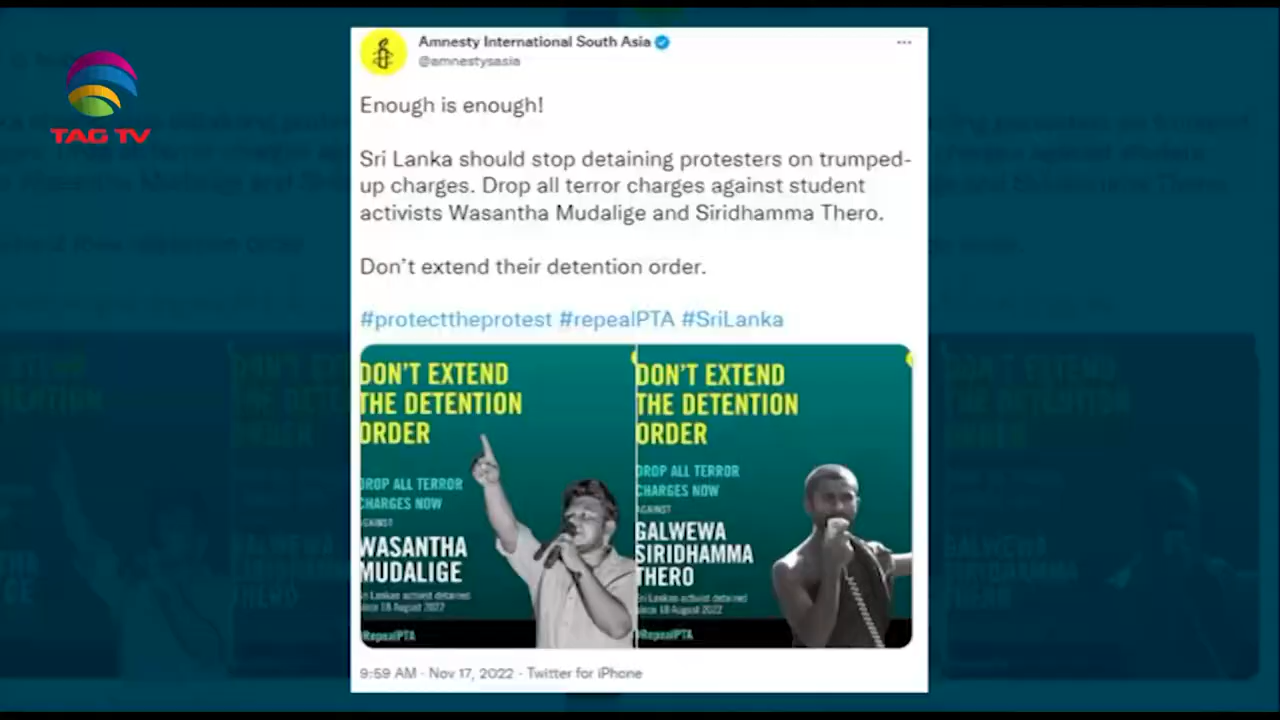 TAG TV
Amnesty International South Asia
@amnestysasia
Enough is enough!
Sri Lanka should stop detaining protesters on trumped-
up charges. Drop all terror charges against student
activists Wasantha Mudalige and Siridhamma Thero.
Don't extend their detention order.
#protecttheprotest #repealPTA #SriLanka
DON'T EXTEND
THE DETENTION
ORDER
DROP ALL TERROR
CHARGES NOW
AGAINST
WASANTHA
MUDALIGE
Sri Lankan activist detained
since 18 August 2022
#RepealPTA
DON'T EXTEND
THE DETENTION
ORDER
DROP ALL TERROR
CHARGES NOW
AGAINST
GALWEWA
SIRIDHAMMA
THERO
Sri Lankan activist detained
since 18 August 2022
#RepealPTA
9:59 AM · Nov 17, 2022 · Twitter for iPhone